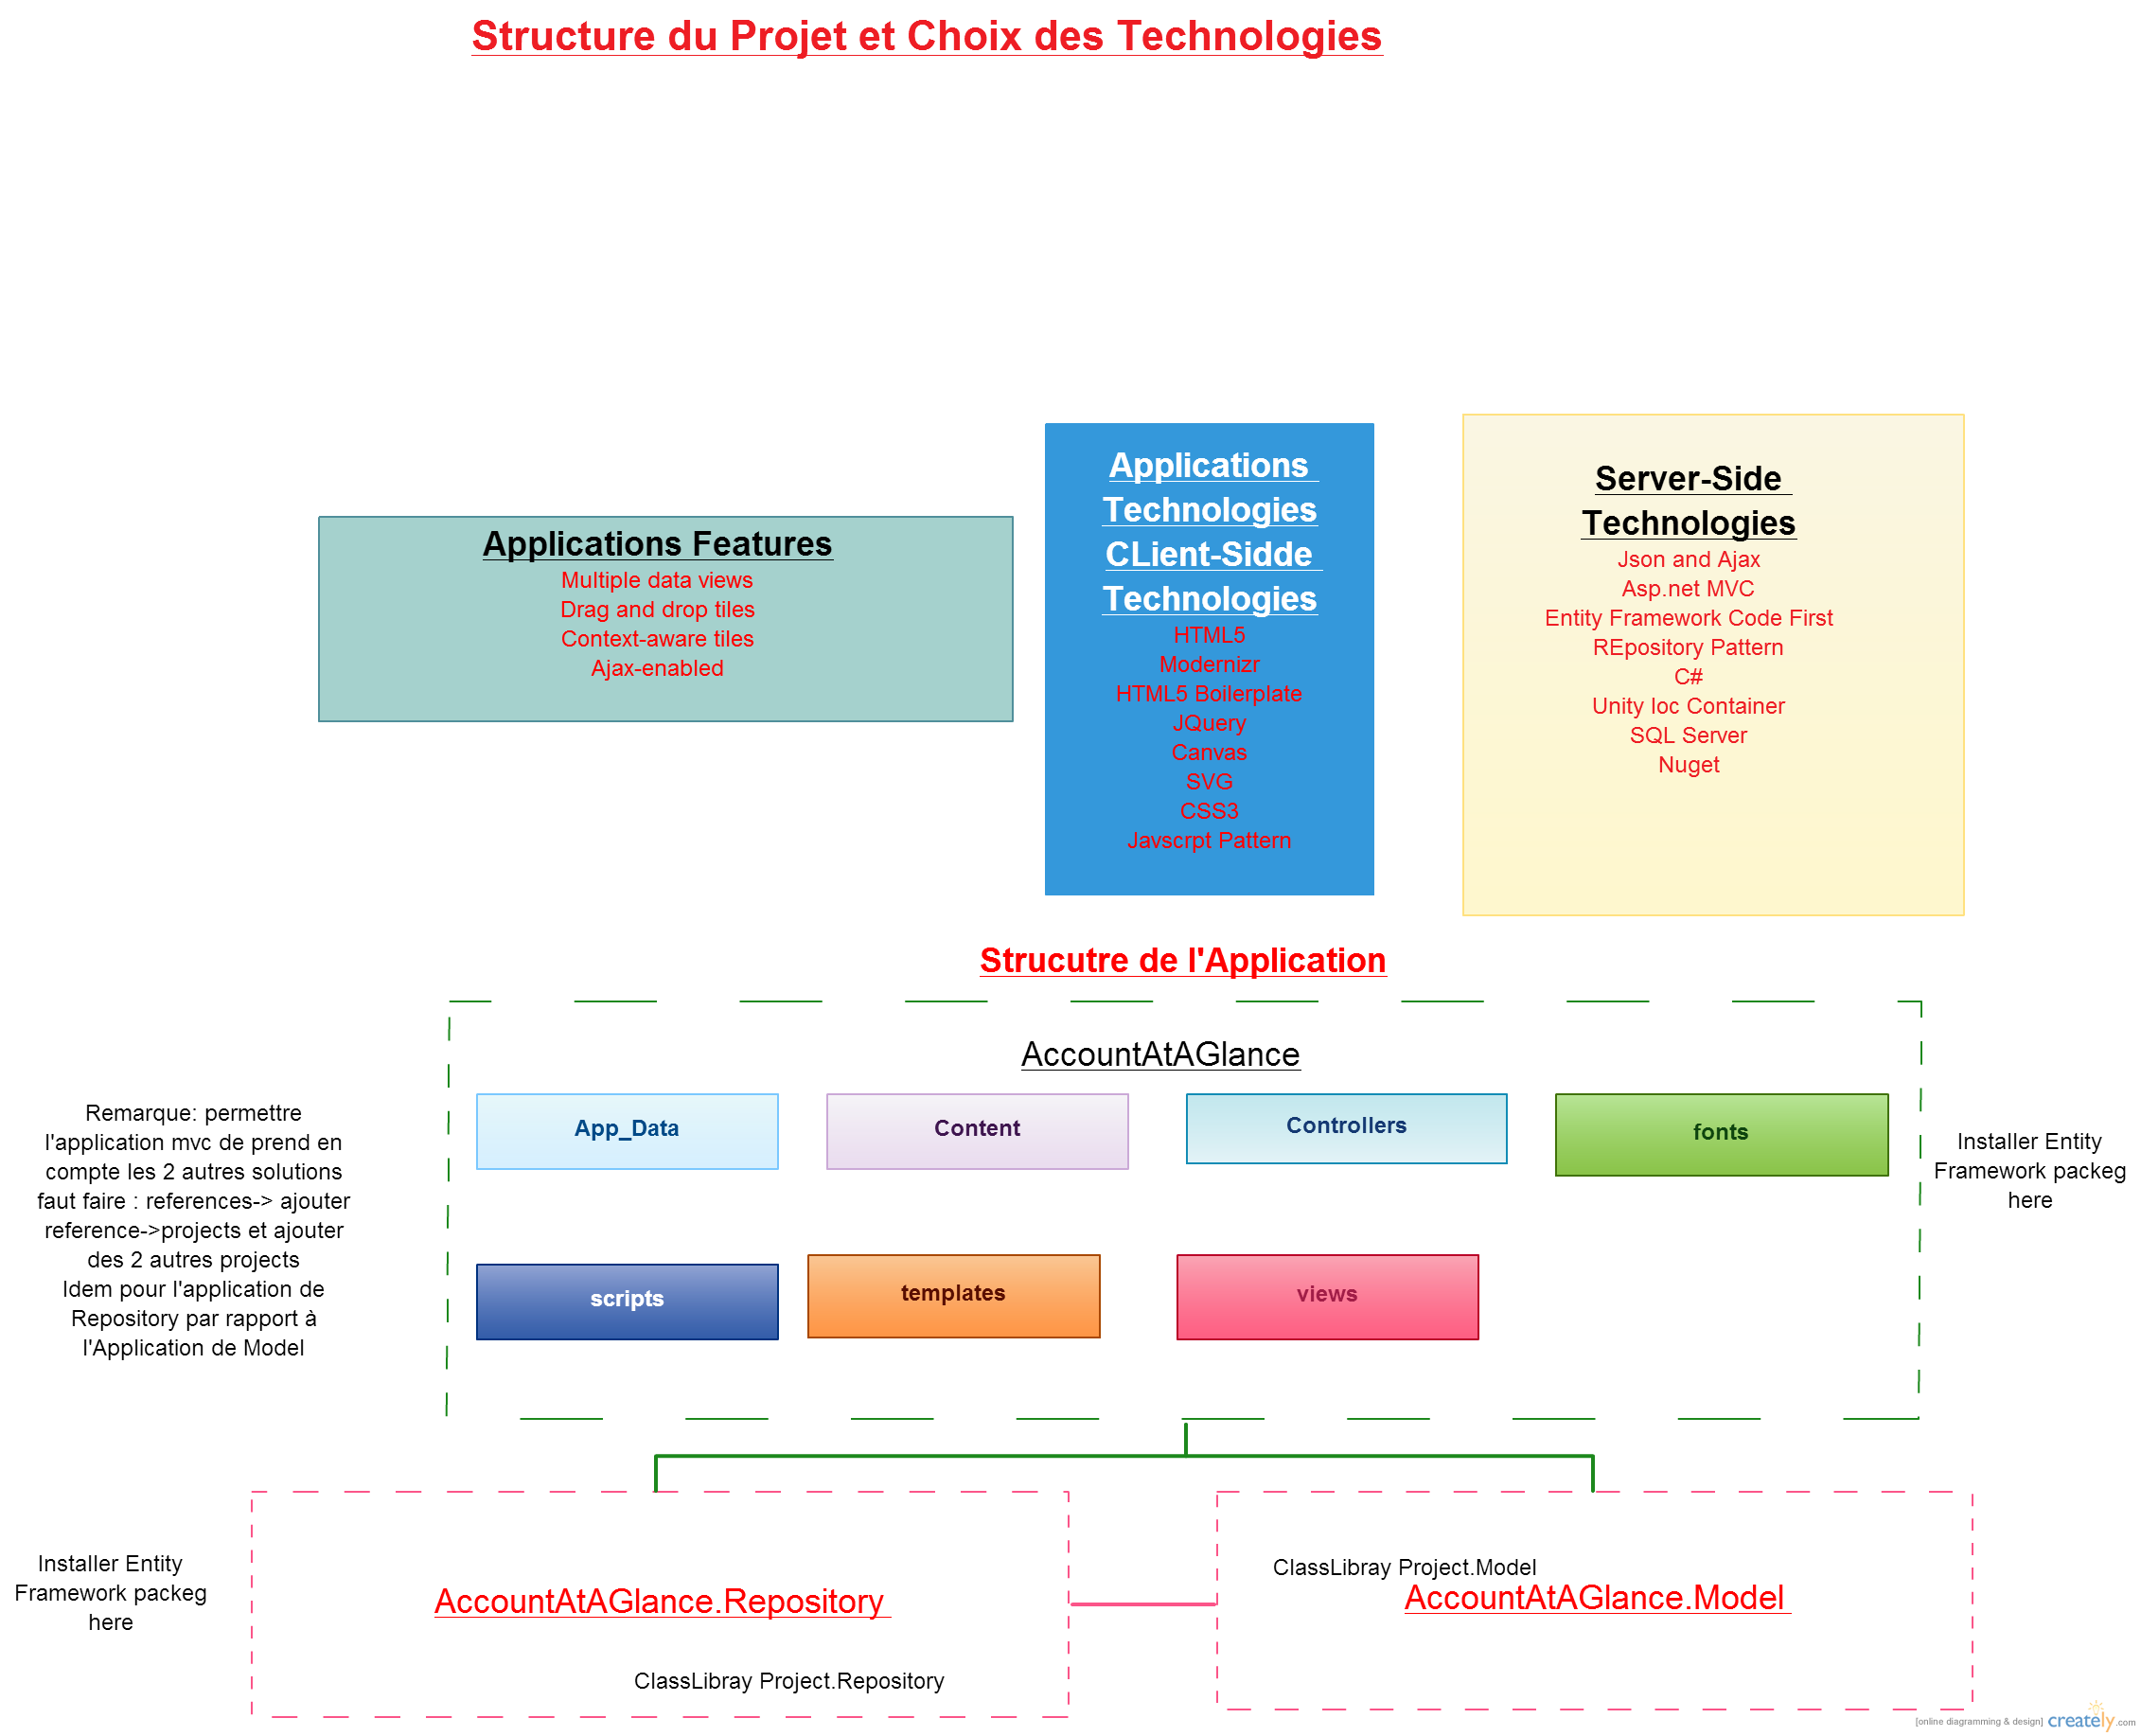 Structure du Projet et Choix des Technologies
Applications Features
Multiple data views
Drag and drop tiles
Context-aware tiles
Ajax-enabled
Applications
Technologies
CLient-Sidde
Technologies
HTML5
Modernizr
HTML5 Boilerplate
JQuery
Canvas
SVG
CSS3
Javscrpt Pattern
Server-Side
Technologies
Json and Ajax
Asp.net MVC
Entity Framework Code First
REpository Pattern
C#
Unity Ioc Container
SQL Server
Nuget
Strucutre de l'Application
AccountAtAGlance
App_Data
Content
Controllers
fonts
scripts
templates
views
Remarque: permettre
l'application mvc de prend en
compte les 2 autres solutions
faut faire : references-> ajouter
reference->projects et ajouter
des 2 autres projects
Idem pour l'application de
Repository par rapport à
l'Application de Model
Installer Entity
Framework packeg
here
Installer Entity
Framework packeg
here
AccountAtAGlance.Repository
ClassLibray Project.Repository
ClassLibray Project.Model
AccountAtAGlance.Model
[online diagramming & design] creately.com